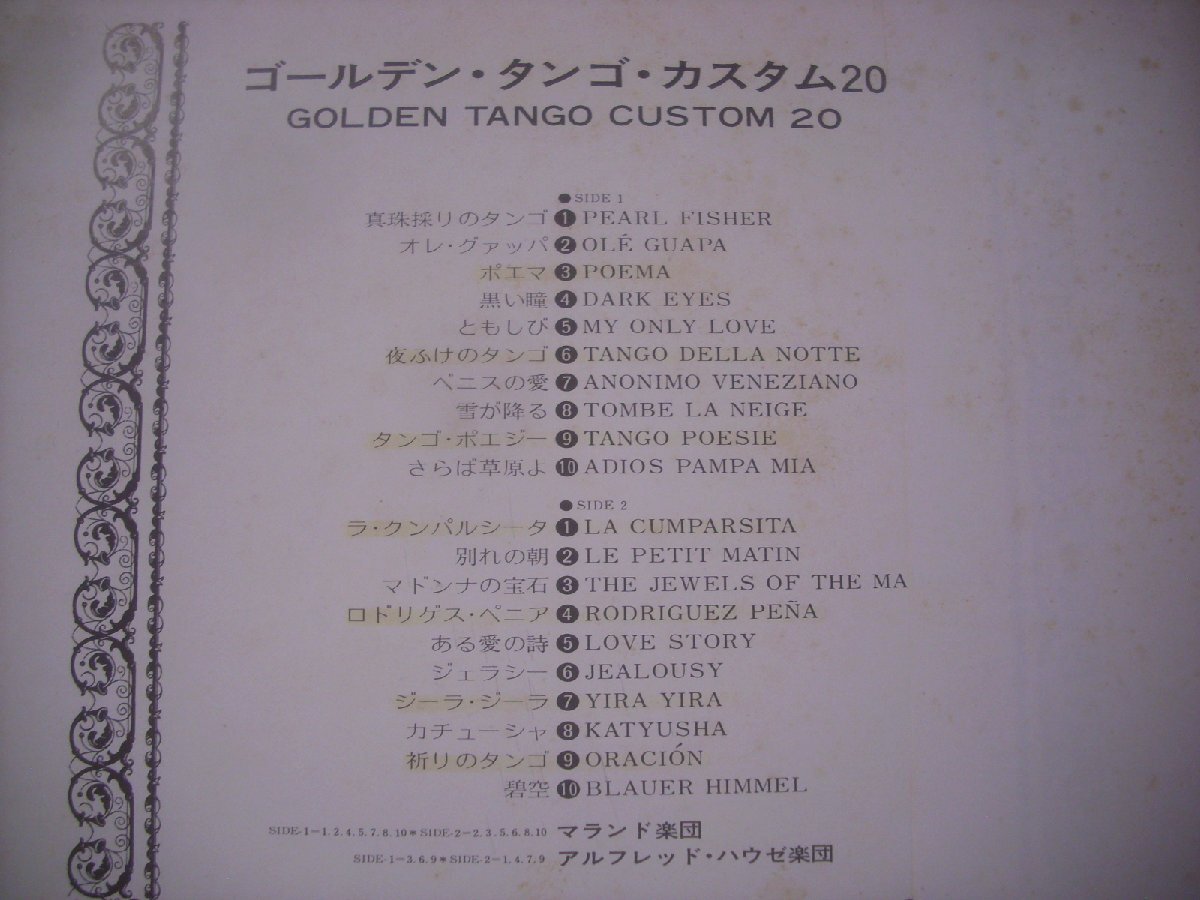 ゴールデン・タンゴ・カスタム20
GOLDEN TANGO CUSTOM 20
●SIDE 1
真珠採りのタンゴ ❶ PEARL FISHER
オレ・グァッパ ❷ OLÉ GUAPA
ポエマ ❸ POEMA
黒い瞳 ❹ DARK EYES
ともしび ❺ MY ONLY LOVE
夜ふけのタンゴ ❻ TANGO DELLA NOTTE
ベニスの愛 ❼ ANONIMO VENEZIANO
雪が降る ❽ TOMBE LA NEIGE
タンゴ・ポエジー ❾ TANGO POESIE
さらば草原よ ❿ ADIOS PAMPA MIA
●SIDE 2
ラ・クンパルシータ ❶ LA CUMPARSITA
別れの朝 ❷ LE PETIT MATIN
マドンナの宝石 ❸ THE JEWELS OF THE MA
ロドリゲス・ペニア ❹ RODRIGUEZ PEÑA
ある愛の詩 ❺ LOVE STORY
ジェラシー ❻ JEALOUSY
ジーラ・ジーラ ❼ YIRA YIRA
カチューシャ ❽ KATYUSHA
祈りのタンゴ ❾ ORACIÓN
碧空 ❿ BLAUER HIMMEL
SIDE-1=1.2.4.5.7.8.10＊SIDE-2=2.3.5.6.8.10 マランド楽団
SIDE-1=3.6.9＊SIDE-2=1.4.7.9 アルフレッド・ハウゼ楽団